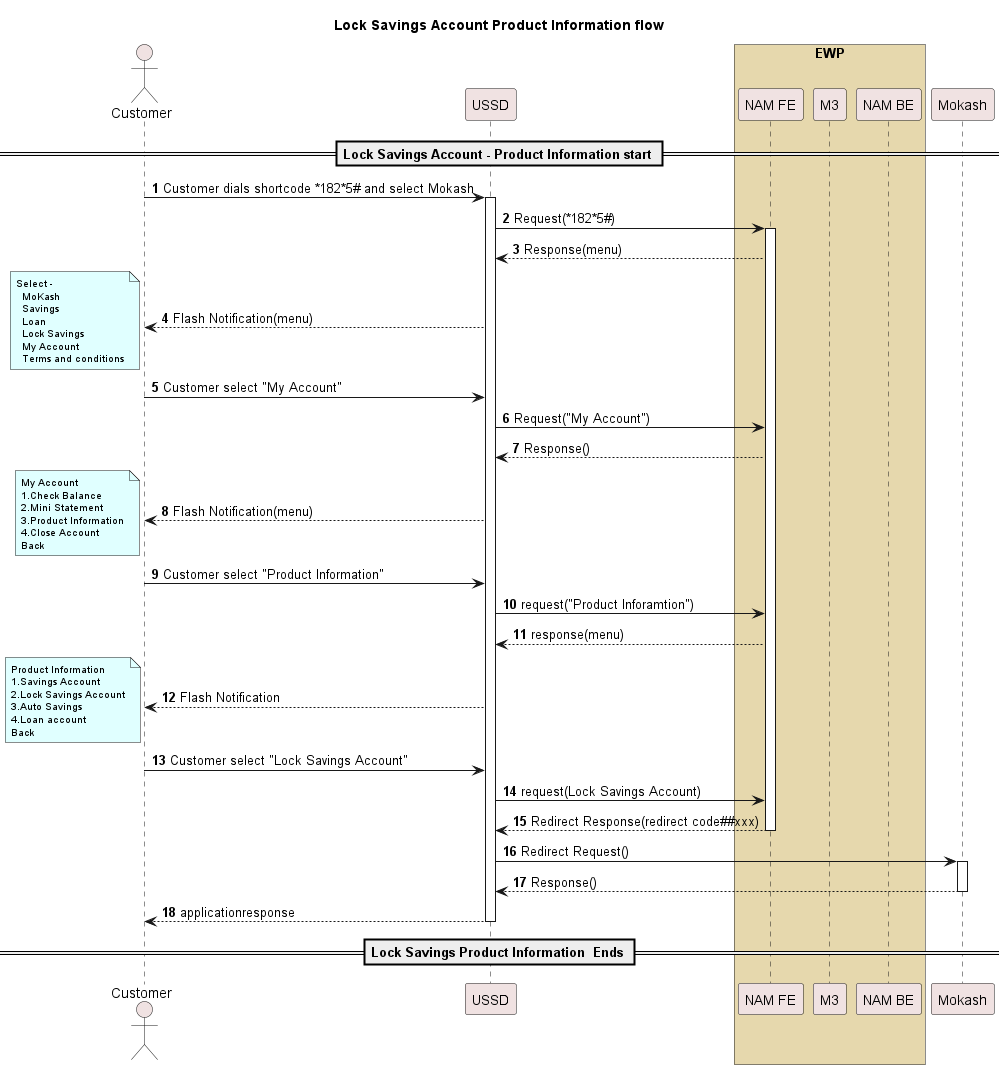 Lock Savings Account Product Information flow
EWP
Customer
USSD
NAM FE
M3
NAM BE
Mokash
Lock Savings Account - Product Information start
1 Customer dials shortcode *182*5# and select Mokash
2 Request(*182*5#)
3 Response(menu)
Select -
MoKash
Savings
Loan
Lock Savings
My Account
Terms and conditions
4 Flash Notification(menu)
5 Customer select "My Account"
6 Request("My Account")
7 Response()
My Account
1.Check Balance
2.Mini Statement
3.Product Information
4.Close Account
Back
8 Flash Notification(menu)
9 Customer select "Product Information"
10 request("Product Inforamtion")
11 response(menu)
Product Information
1.Savings Account
2.Lock Savings Account
3.Auto Savings
4.Loan account
Back
12 Flash Notification
13 Customer select "Lock Savings Account"
14 request(Lock Savings Account)
15 Redirect Response(redirect code##xxx)
16 Redirect Request()
17 Response()
18 applicationresponse
Lock Savings Product Information  Ends
Customer
USSD
NAM FE
M3
NAM BE
Mokash